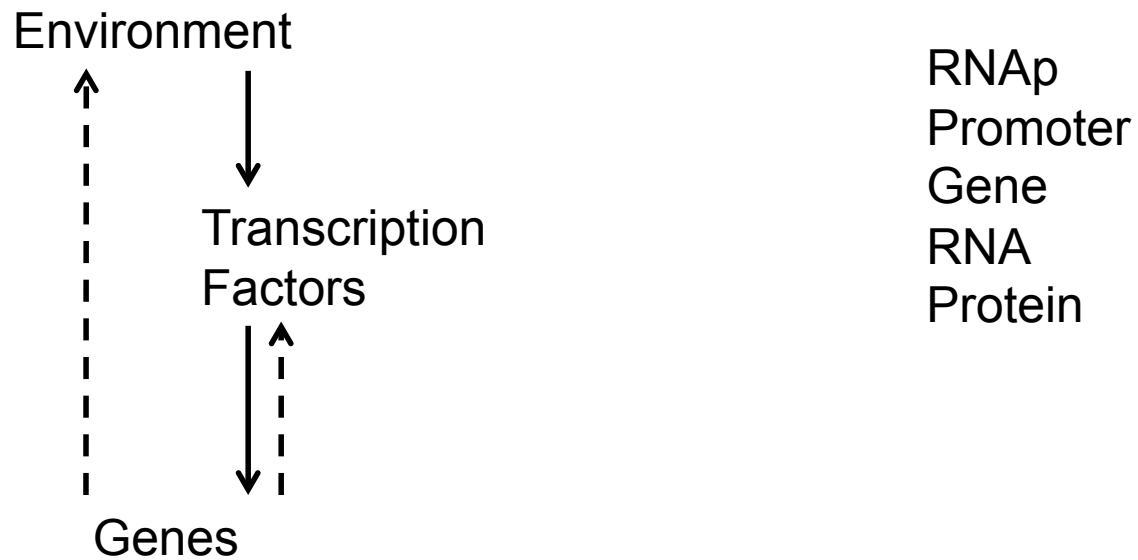 Environment
Transcription
Factors
Genes
RNAp
Promoter
Gene
RNA
Protein